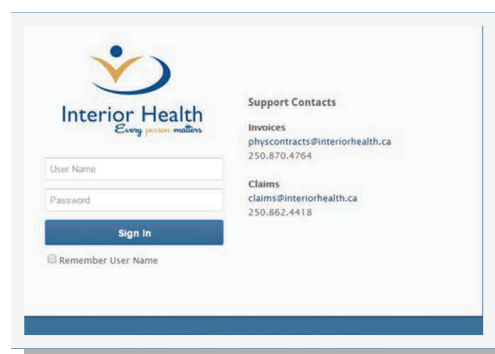 Interior Health
Every person matters
User Name
Password
Sign In
Remember User Name
Support Contacts
Invoices
physcontracts@interiorhealth.ca
250.870.4764
Claims
claims@interiorhealth.ca
250.862.4418